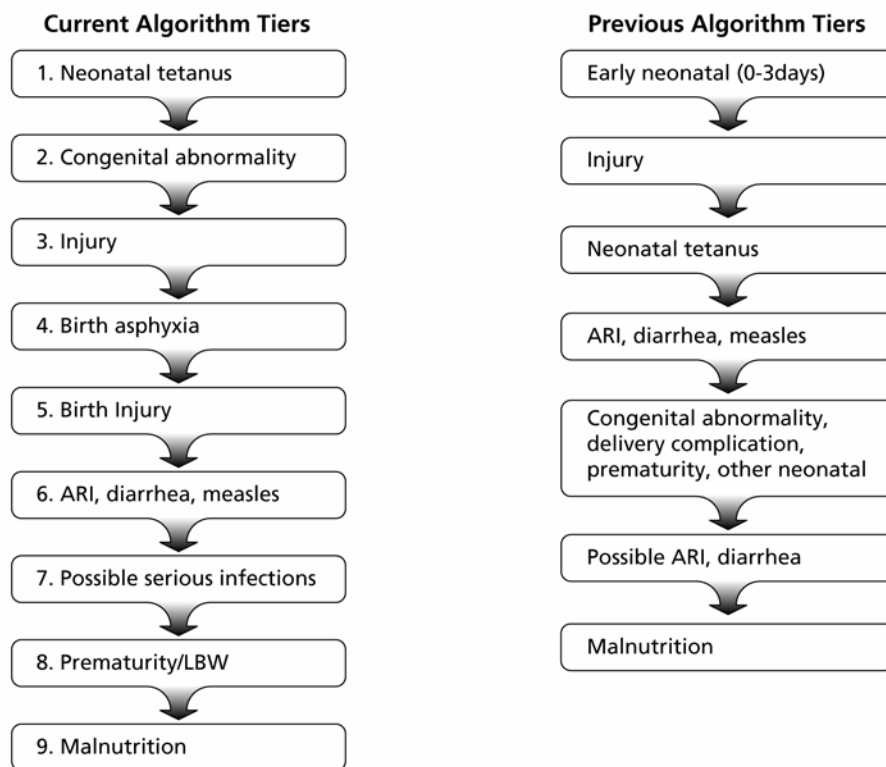 Current Algorithm Tiers
1. Neonatal tetanus
2. Congenital abnormality
3. Injury
4. Birth asphyxia
5. Birth Injury
6. ARI, diarrhea, measles
7. Possible serious infections
8. Prematurity/LBW
9. Malnutrition
Previous Algorithm Tiers
Early neonatal (0-3days)
Injury
Neonatal tetanus
ARI, diarrhea, measles
Congenital abnormality,
delivery complication,
prematurity, other neonatal
Possible ARI, diarrhea
Malnutrition